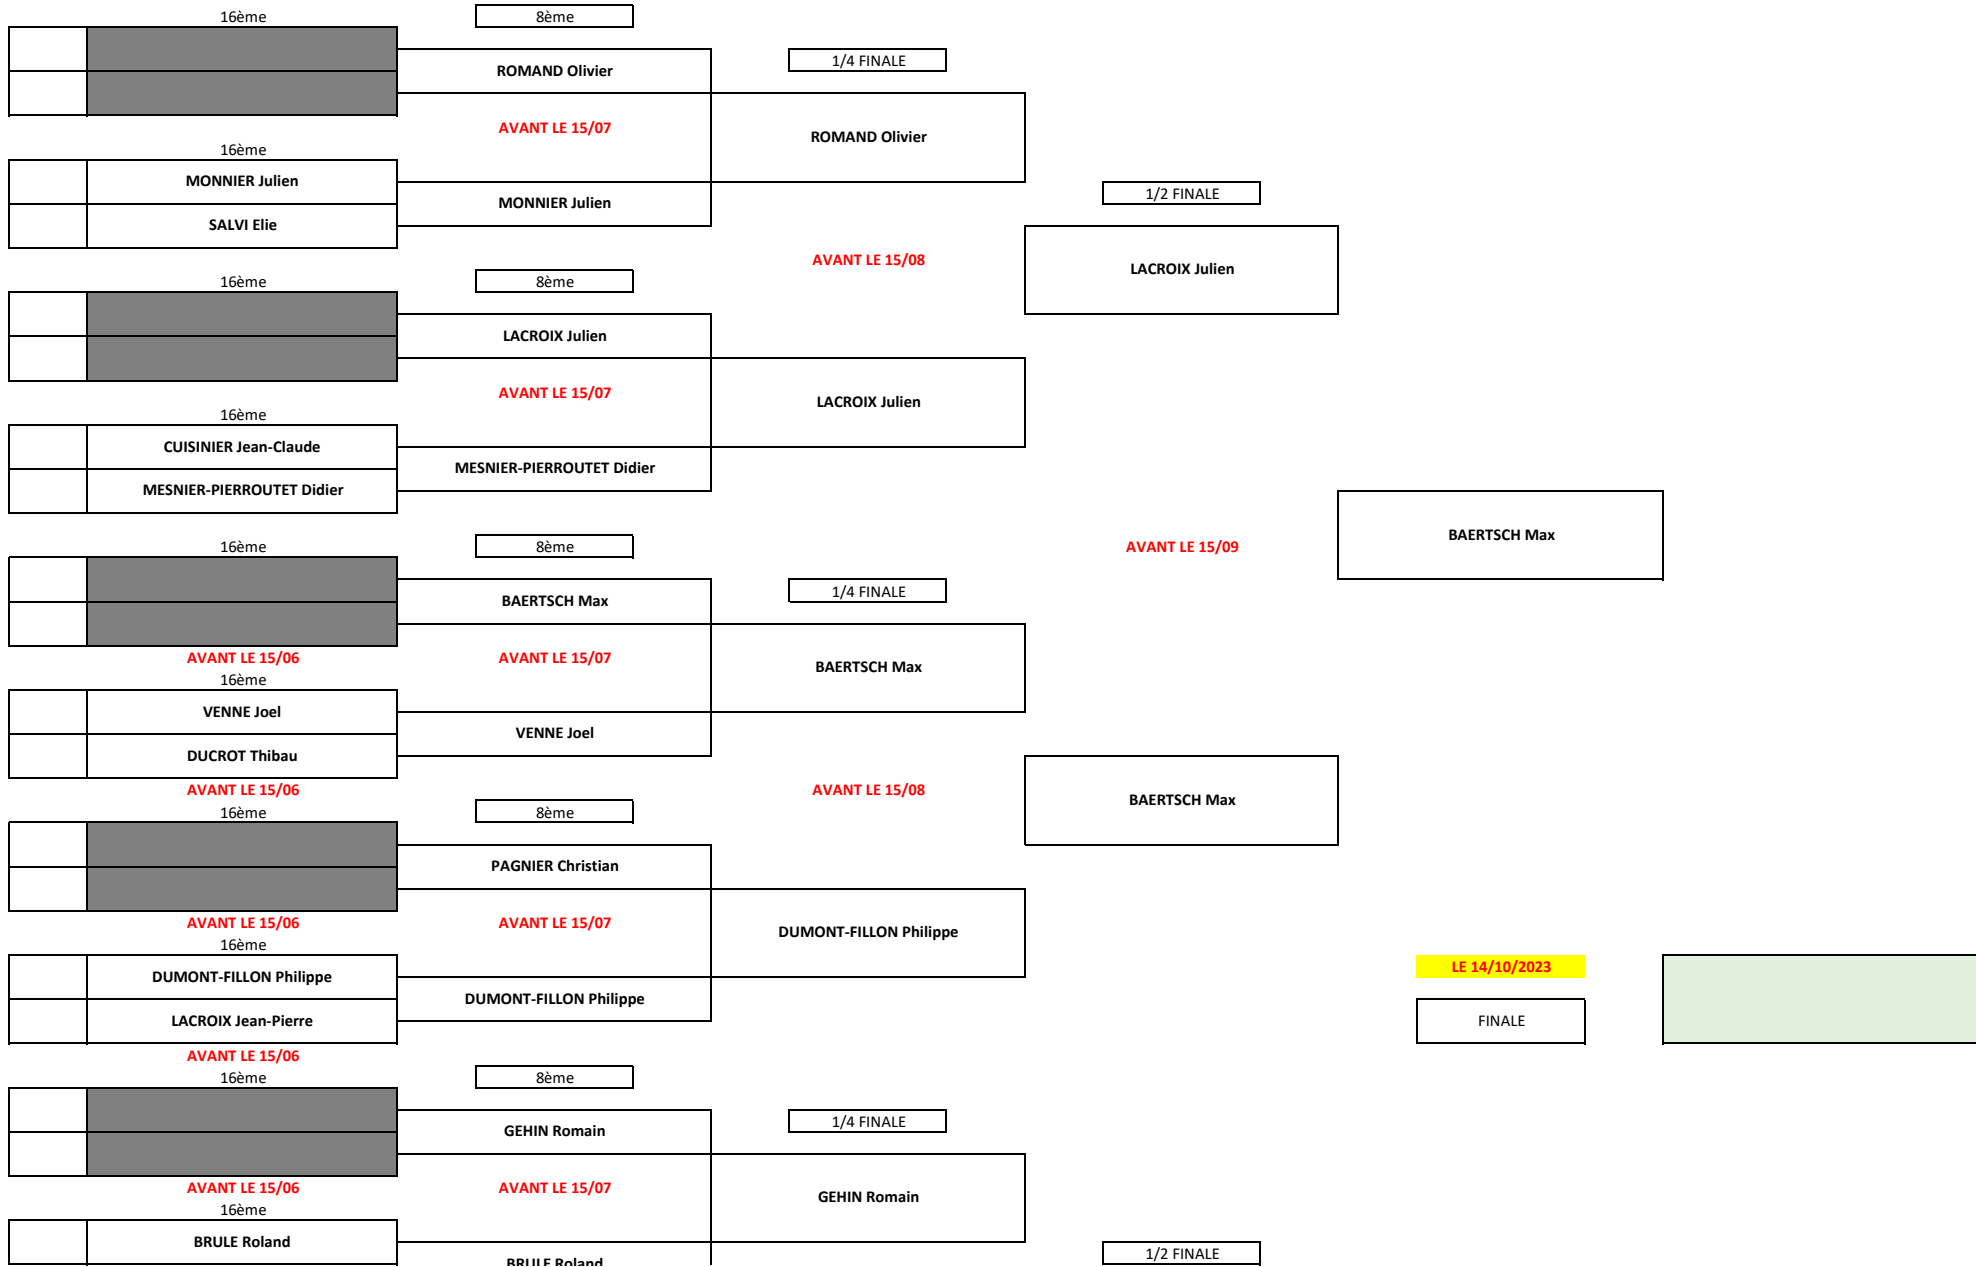 16ème
8ème
1/4 FINALE
ROMAND Olivier
AVANT LE 15/07
ROMAND Olivier
16ème
MONNIER Julien
MONNIER Julien
1/2 FINALE
SALVI Elie
AVANT LE 15/08
LACROIX Julien
16ème
8ème
LACROIX Julien
AVANT LE 15/07
LACROIX Julien
16ème
CUISINIER Jean-Claude
MESNIER-PIERROUTET Didier
MESNIER-PIERROUTET Didier
BAERTSCH Max
16ème
8ème
AVANT LE 15/09
1/4 FINALE
BAERTSCH Max
AVANT LE 15/06
AVANT LE 15/07
BAERTSCH Max
16ème
VENNE Joel
VENNE Joel
DUCROT Thibau
AVANT LE 15/06
AVANT LE 15/08
BAERTSCH Max
16ème
8ème
PAGNIER Christian
AVANT LE 15/06
AVANT LE 15/07
DUMONT-FILLON Philippe
16ème
DUMONT-FILLON Philippe
DUMONT-FILLON Philippe
LE 14/10/2023
LACROIX Jean-Pierre
FINALE
AVANT LE 15/06
16ème
8ème
1/4 FINALE
GEHIN Romain
AVANT LE 15/06
AVANT LE 15/07
GEHIN Romain
16ème
BRULE Roland
BRULE Roland
1/2 FINALE